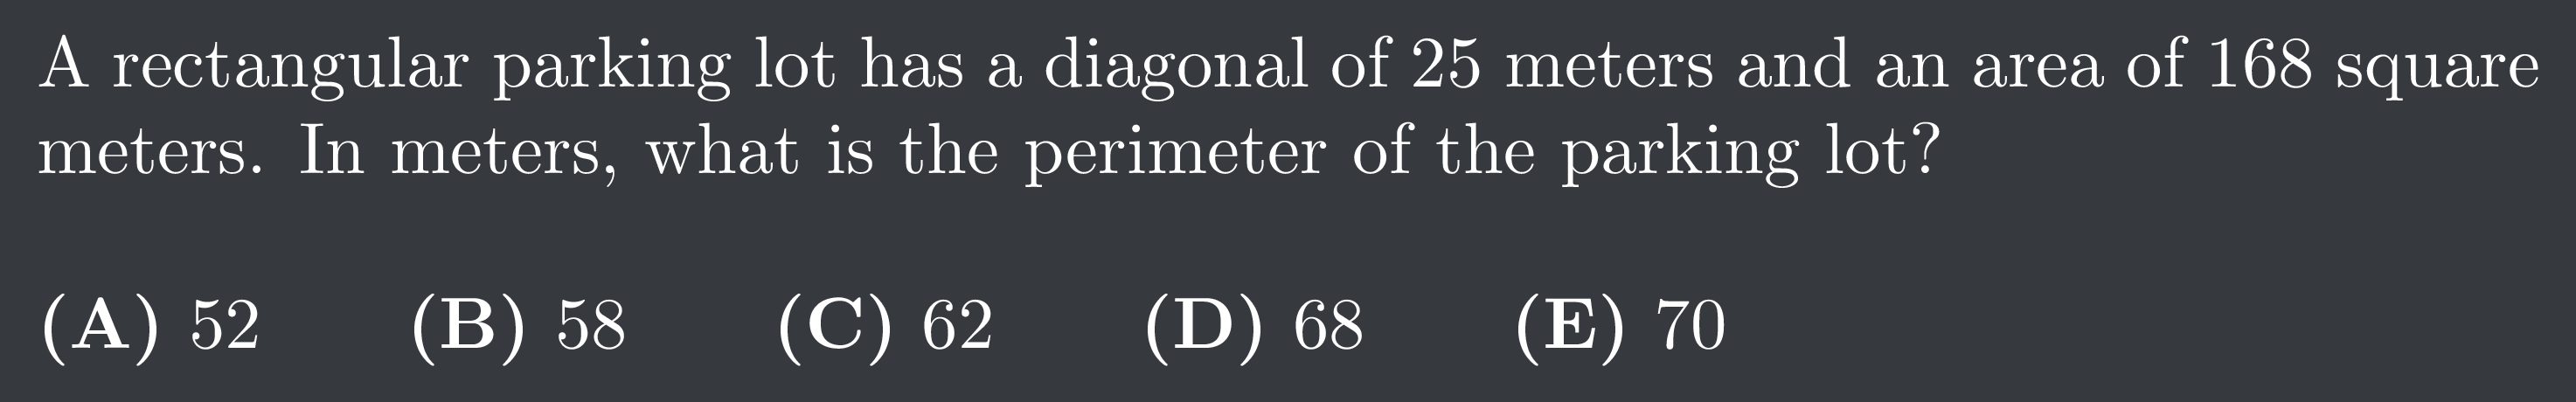 A rectangular parking lot has a diagonal of 25 meters and an area of 168 square
meters. In meters, what is the perimeter of the parking lot?
(A) 52 (B) 58 (C) 62 (D) 68 (E) 70